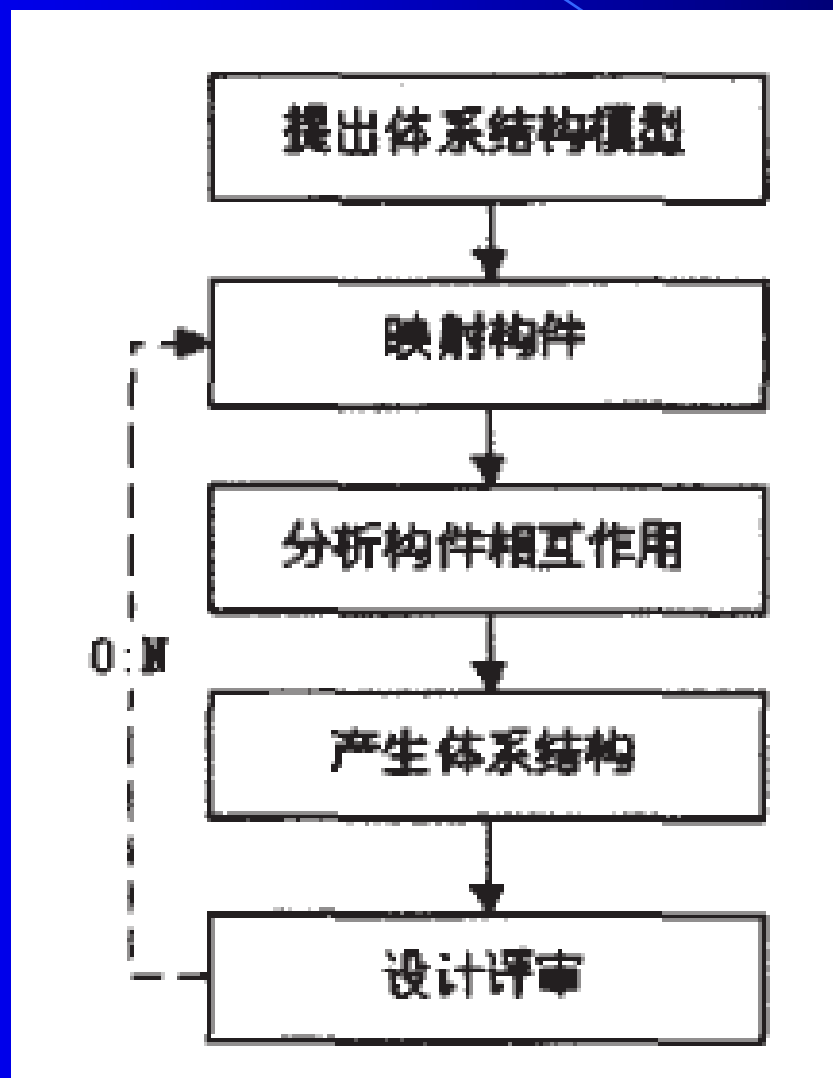 提出体系结构模型
映射构件
分析构件相互作用
0:N
产生体系结构
设计评审